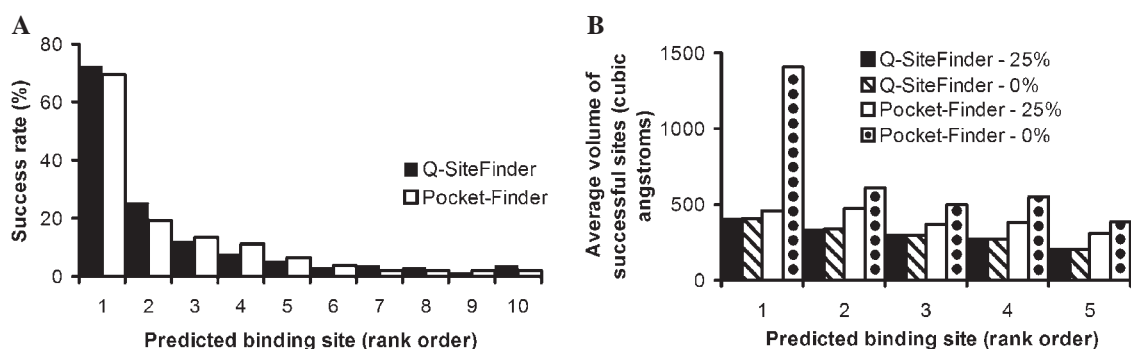 A
80
60
40
20
0
Success rate (%)
Q-SiteFinder
Pocket-Finder
1 2 3 4 5 6 7 8 9 10
Predicted binding site (rank order)
B
1500
1000
500
0
Average volume of
successful sites (cubic
angstroms)
Q-SiteFinder - 25%
Q-SiteFinder - 0%
Pocket-Finder - 25%
Pocket-Finder - 0%
1 2 3 4 5
Predicted binding site (rank order)